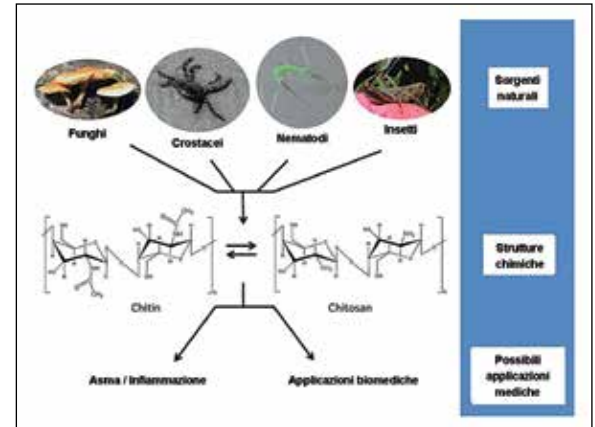 Funghi
Crostacei
Nematodi
Insetti
Sorgenti
naturali
Chitin
Chitosan
Strutture
chimiche
Asma / Infiammazione
Applicazioni biomediche
Possibili
applicazioni
mediche